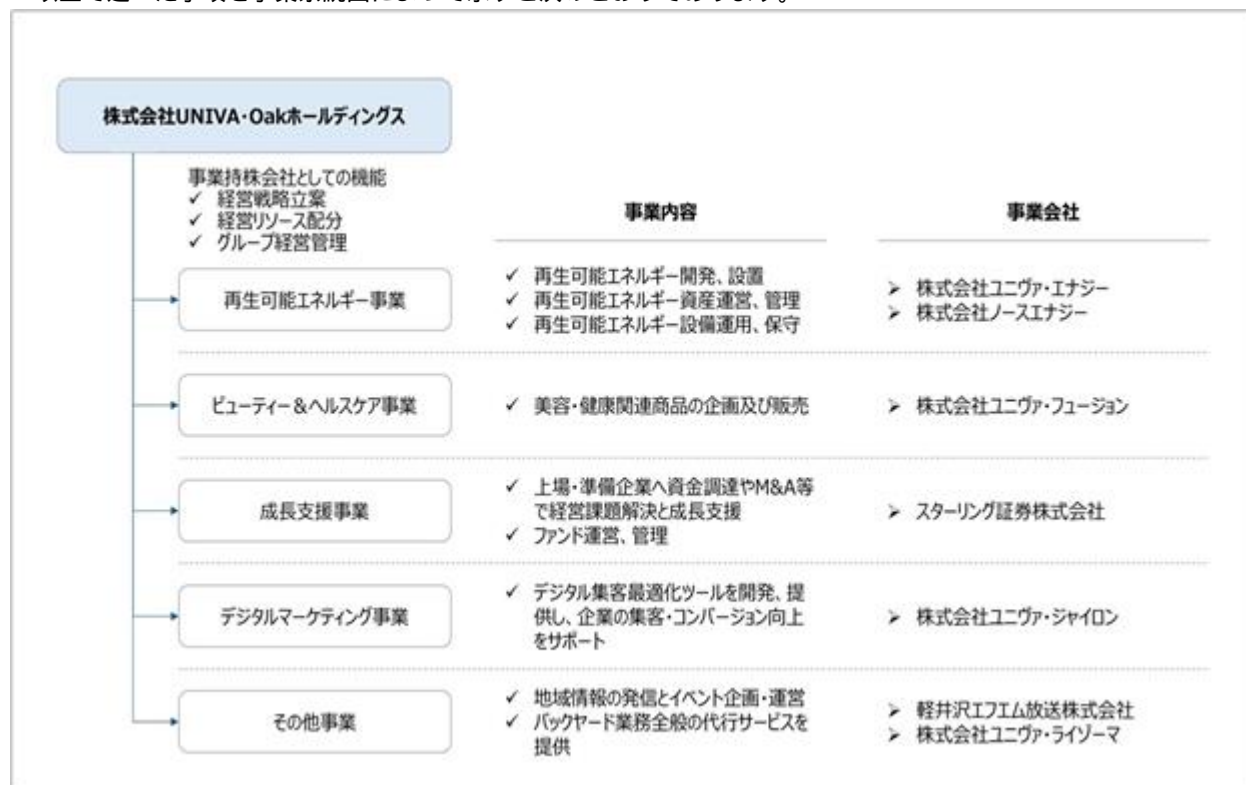 株式会社UNIVA・Oakホールディングス
事業持株会社としての機能
✓ 経営戦略立案
✓ 経営リソース配分
✓ グループ経営管理
事業内容
事業会社
再生可能エネルギー事業
✓ 再生可能エネルギー開発、設置
✓ 再生可能エネルギー資産運営、管理
✓ 再生可能エネルギー設備運用、保守
➢ 株式会社ユニヴァ・エナジー
➢ 株式会社ノースエナジー
ビューティー＆ヘルスケア事業
✓ 美容・健康関連商品の企画及び販売
➢ 株式会社ユニヴァ・フュージョン
成長支援事業
✓ 上場・準備企業へ資金調達やM&A等
で経営課題解決と成長支援
✓ ファンド運営、管理
➢ スターリング証券株式会社
デジタルマーケティング事業
✓ デジタル集客最適化ツールを開発、提
供し、企業の集客・コンバージョン向上
をサポート
➢ 株式会社ユニヴァ・ジャイロン
その他事業
✓ 地域情報の発信とイベント企画・運営
✓ バックヤード業務全般の代行サービスを
提供
➢ 軽井沢エフエム放送株式会社
➢ 株式会社ユニヴァ・ライゾーマ